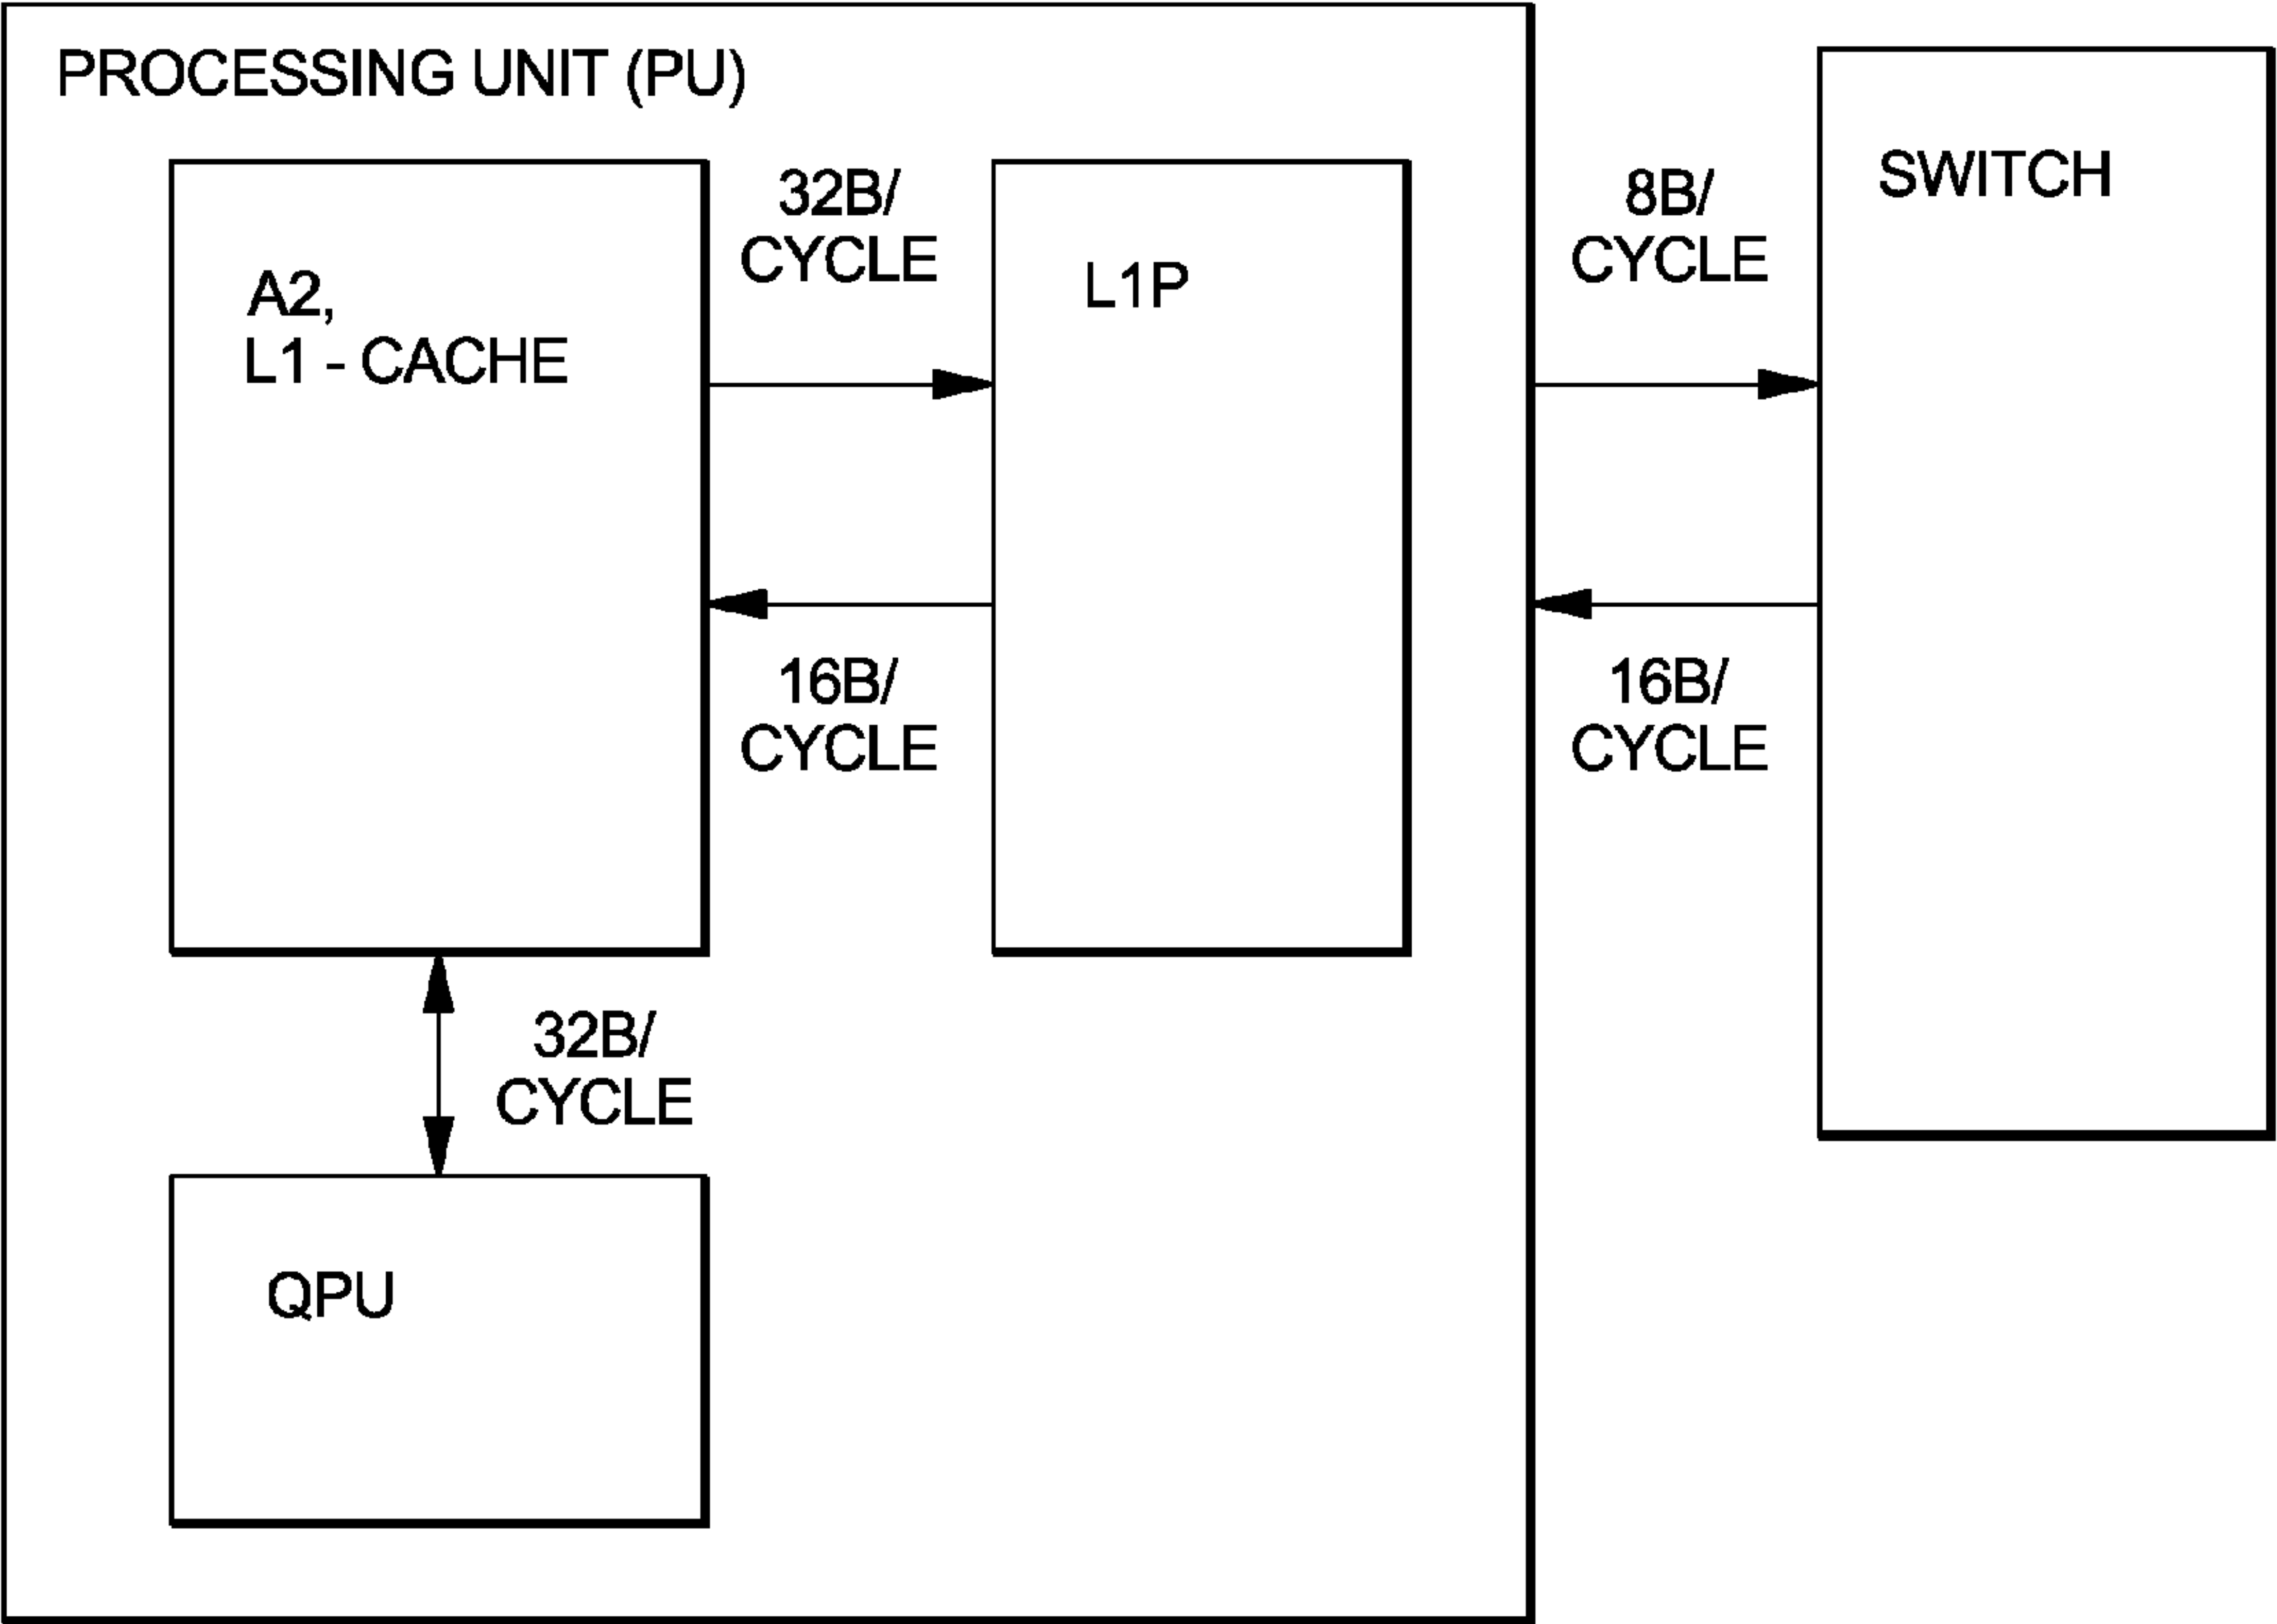 PROCESSING UNIT (PU)
SWITCH
32B/
CYCLE
8B/
CYCLE
A2,
L1 - CACHE
L1P
16B/
CYCLE
16B/
CYCLE
32B/
CYCLE
QPU